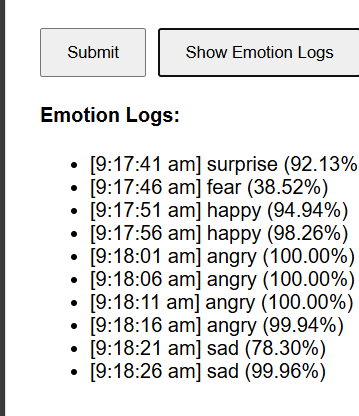 Submit Show Emotion Logs
Emotion Logs:
• [9:17:41 am] surprise (92.13%
• [9:17:46 am] fear (38.52%)
• [9:17:51 am] happy (94.94%)
• [9:17:56 am] happy (98.26%)
• [9:18:01 am] angry (100.00%)
• [9:18:06 am] angry (100.00%)
• [9:18:11 am] angry (100.00%)
• [9:18:16 am] angry (99.94%)
• [9:18:21 am] sad (78.30%)
• [9:18:26 am] sad (99.96%)